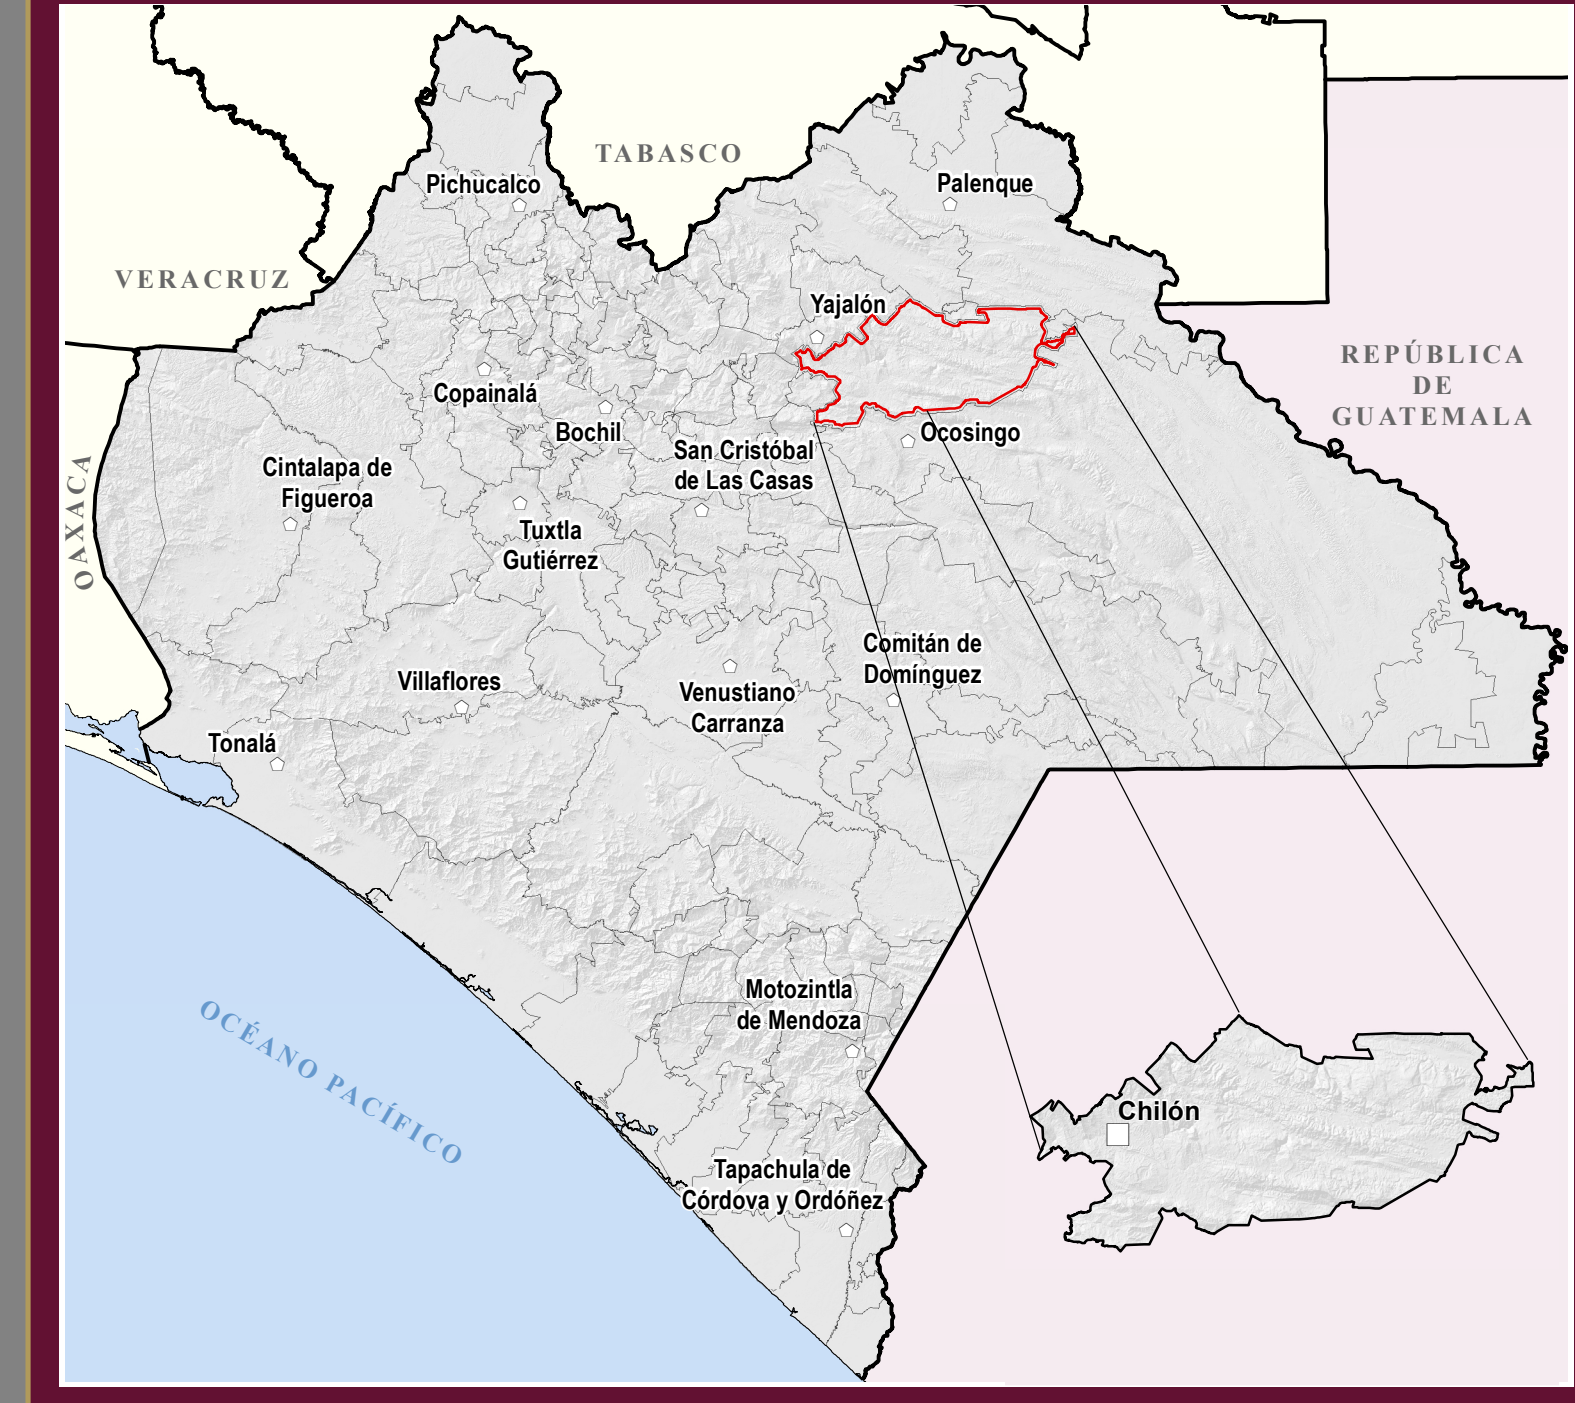 TABASCO
Pichucalco
Palenque
VERACRUZ
Yajalón
REPÚBLICA
DE
GUATEMALA
Copainalá
Bochil
Ocosingo
San Cristóbal
de Las Casas
OAXACA
Cintalapa de
Figueroa
Tuxtla
Gutiérrez
Comitán de
Domínguez
Villaflores
Venustiano
Carranza
Tonalá
Motozintla
de Mendoza
OCÉANO PACÍFICO
Chilón
Tapachula de
Córdova y Ordóñez